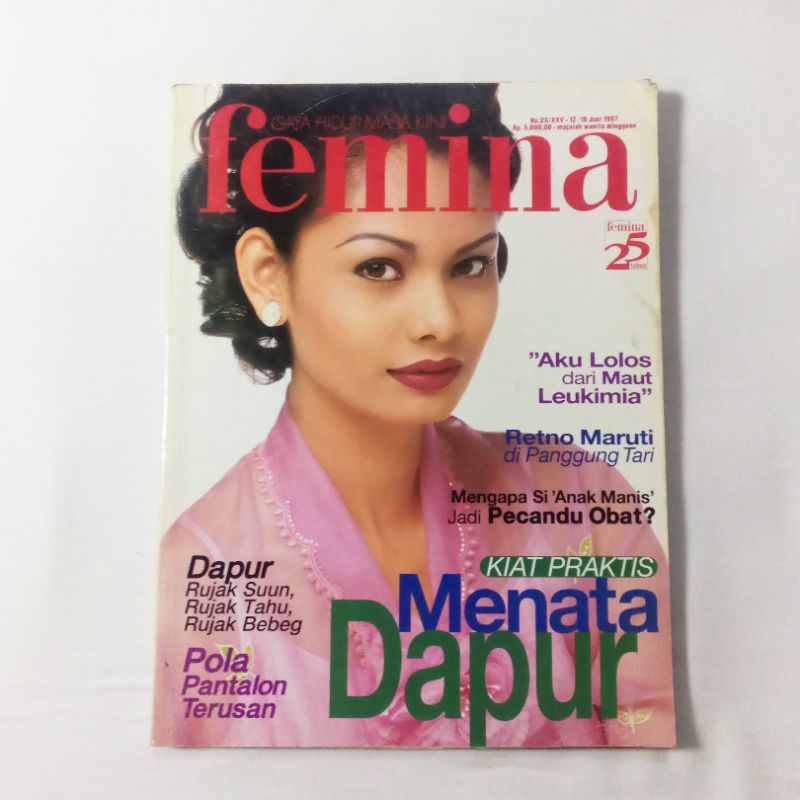 GAYA HIDUP MASA KINI
femina
No.23/XXV - 12 - 18 Juni 1997
Rp. 5.000,00 - majalah wanita mingguan
femina
25
tahun
"Aku Lolos
dari Maut
Leukimia"
Retno Maruti
di Panggung Tari
Mengapa Si 'Anak Manis'
Jadi Pecandu Obat?
KIAT PRAKTIS
Menata
Dapur
Dapur
Rujak Suun,
Rujak Tahu,
Rujak Bebeg
Pola
Pantalon
Terusan